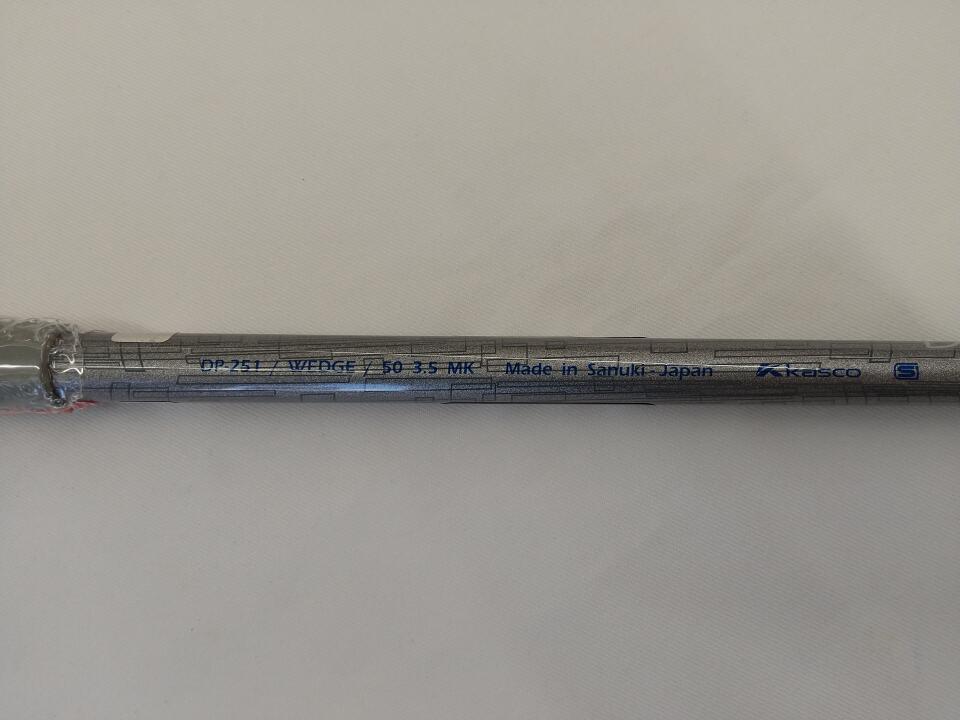 DP-251 / WEDGE / 50 3.5 MK Made in Sanuki-Japan Kasco S